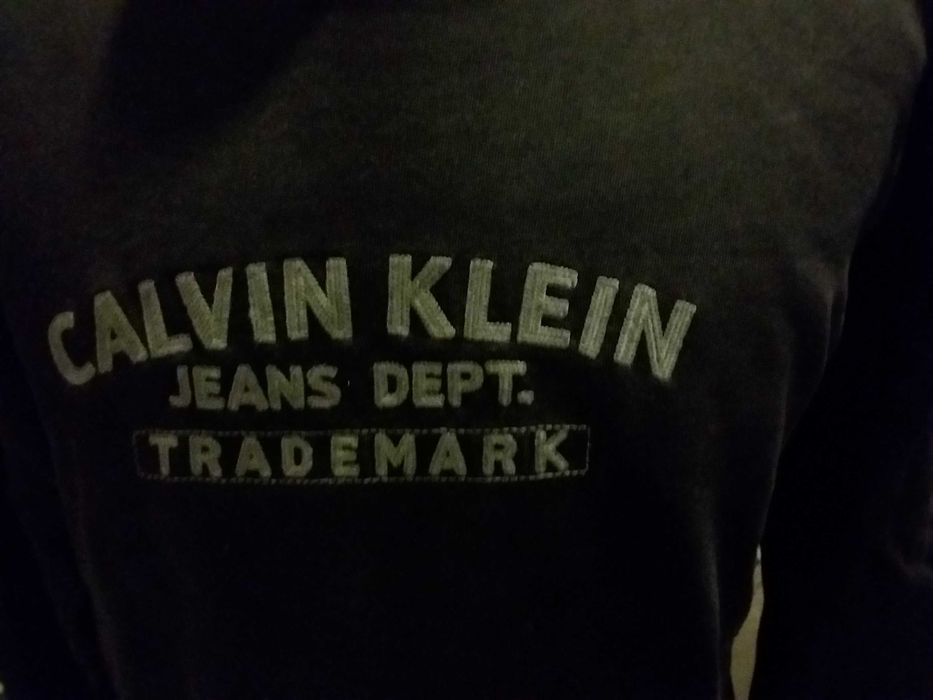 CALVIN KLEIN
JEANS DEPT.
TRADEMARK